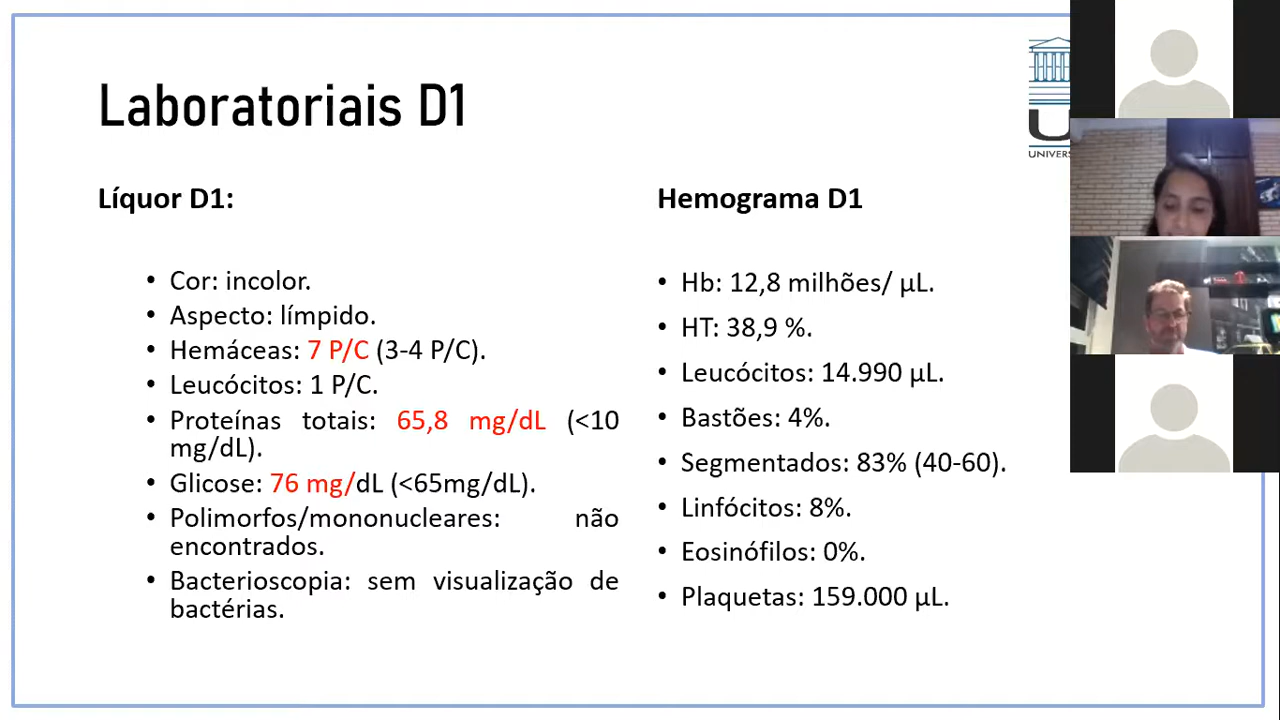 Laboratoriais D1
Líquor D1:
• Cor: incolor.
• Aspecto: límpido.
• Hemáceas: 7 P/C (3-4 P/C).
• Leucócitos: 1 P/C.
• Proteínas totais: 65,8 mg/dL (<10
mg/dL).
• Glicose: 76 mg/dL (<65mg/dL).
• Polimorfos/mononucleares: não
encontrados.
• Bacterioscopia: sem visualização de
bactérias.
Hemograma D1
• Hb: 12,8 milhões/ µL.
• HT: 38,9 %.
• Leucócitos: 14.990 µL.
• Bastões: 4%.
• Segmentados: 83% (40-60).
• Linfócitos: 8%.
• Eosinófilos: 0%.
• Plaquetas: 159.000 µL.
U
UNIVERS